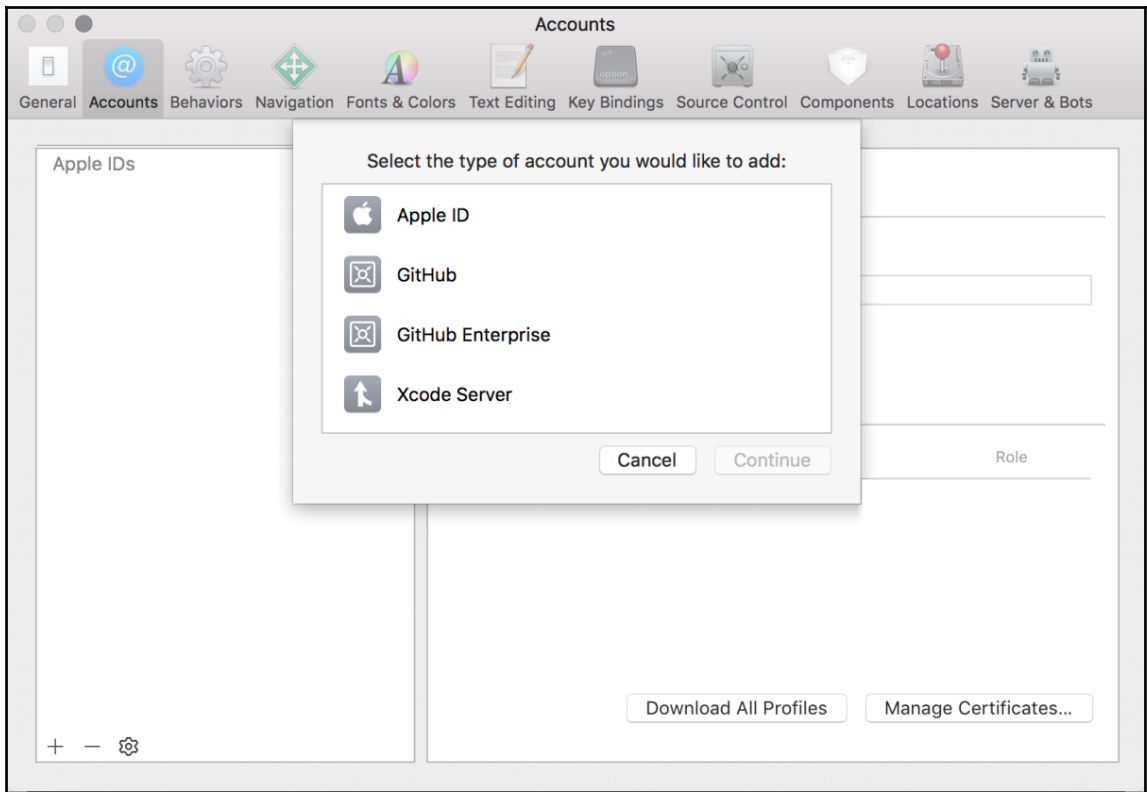 Accounts
alt
option
General Accounts Behaviors Navigation Fonts & Colors Text Editing Key Bindings Source Control Components Locations Server & Bots
Apple IDs
Select the type of account you would like to add:
Apple ID
GitHub
GitHub Enterprise
Xcode Server
Cancel Continue
Role
Download All Profiles Manage Certificates...